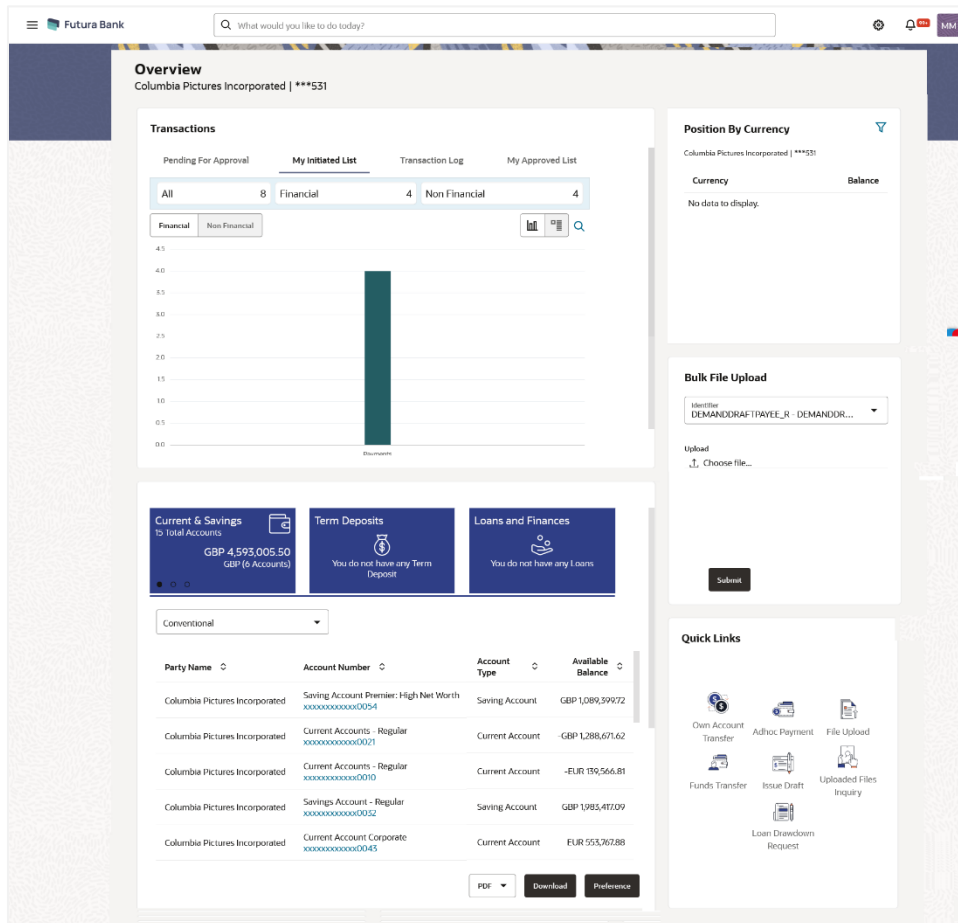 Futura Bank
What would you like to do today?
99+
MM
Overview
Columbia Pictures Incorporated | ***531
Transactions
Pending For Approval
My Initiated List
Transaction Log
My Approved List
All 8
Financial 4
Non Financial 4
Financial
Non Financial
4.5
4.0
3.5
3.0
2.5
2.0
1.5
1.0
0.5
0.0
Payments
Position By Currency
Columbia Pictures Incorporated | ***531
Currency Balance
No data to display.
Bulk File Upload
Identifier
DEMANDDRAFTPAYEE_R - DEMANDDR...
Upload
Choose file...
Submit
Current & Savings
15 Total Accounts
GBP 4,593,005.50
GBP (6 Accounts)
Term Deposits
You do not have any Term
Deposit
Loans and Finances
You do not have any Loans
Conventional
Party Name Account Number Account Type Available Balance
Columbia Pictures Incorporated Saving Account Premier: High Net Worth Saving Account GBP 1,089,399.72
xxxxxxxxxxxx0054
Columbia Pictures Incorporated Current Accounts - Regular Current Account -GBP 1,288,671.62
xxxxxxxxxxxx0021
Columbia Pictures Incorporated Current Accounts - Regular Current Account -EUR 139,566.81
xxxxxxxxxxxx0010
Columbia Pictures Incorporated Savings Account - Regular Saving Account GBP 1,983,417.09
xxxxxxxxxxxx0032
Columbia Pictures Incorporated Current Account Corporate Current Account EUR 553,767.88
xxxxxxxxxxxx0043
PDF
Download
Preference
Quick Links
Own Account
Transfer
Adhoc Payment
File Upload
Funds Transfer
Issue Draft
Uploaded Files
Inquiry
Loan Drawdown
Request